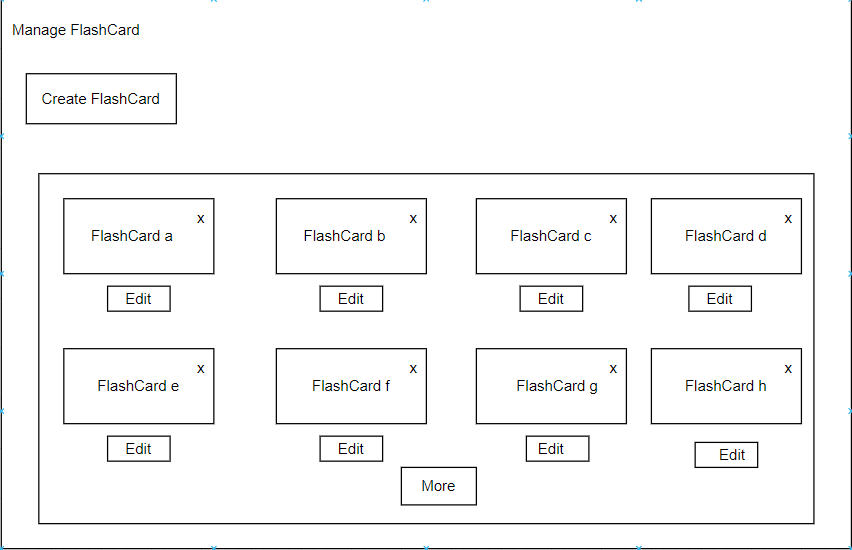 Manage FlashCard
Create FlashCard
x x x x
FlashCard a FlashCard b FlashCard c FlashCard d
Edit Edit Edit Edit
x x x x
FlashCard e FlashCard f FlashCard g FlashCard h
Edit Edit Edit Edit
More